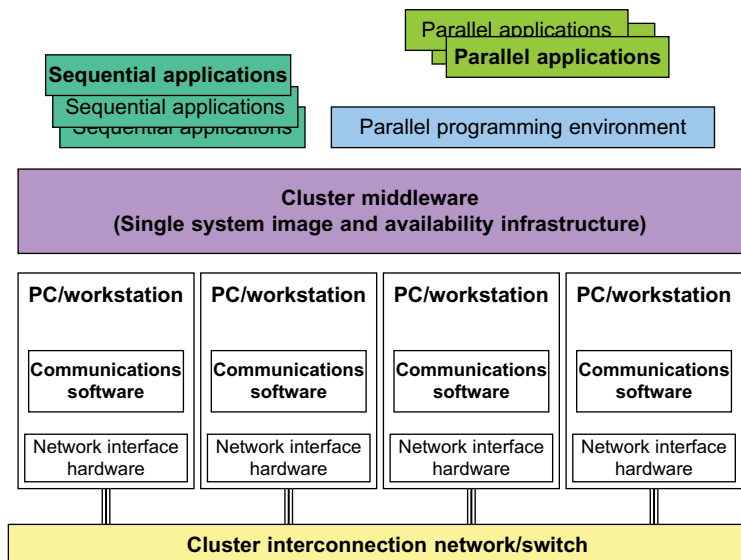 Parallel applications
Parallel applications
Sequential applications
Sequential applications
Sequential applications
Parallel programming environment
Cluster middleware
(Single system image and availability infrastructure)
PC/workstation
PC/workstation
PC/workstation
PC/workstation
Communications
software
Communications
software
Communications
software
Communications
software
Network interface
hardware
Network interface
hardware
Network interface
hardware
Network interface
hardware
Cluster interconnection network/switch